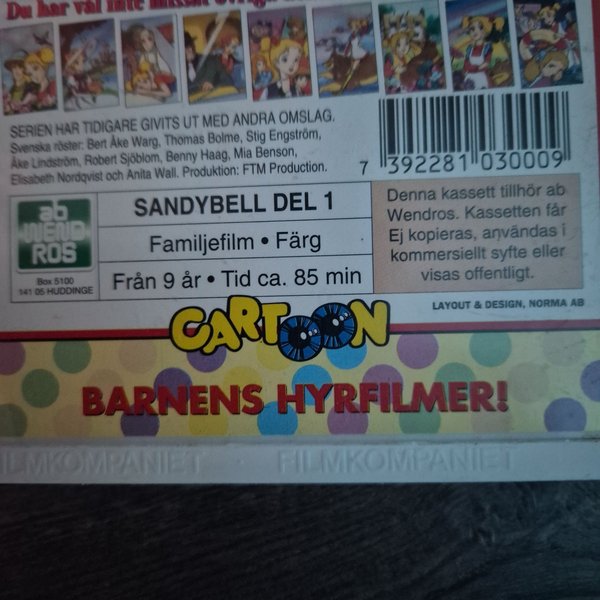 Du har väl inte missat övriga
SERIEN HAR TIDIGARE GIVITS UT MED ANDRA OMSLAG.
Svenska röster: Bert Åke Warg, Thomas Bolme, Stig Engström,
Åke Lindström, Robert Sjöblom, Benny Haag, Mia Benson,
Elisabeth Nordqvist och Anita Wall. Produktion: FTM Production.
7 392281 030009
ab
WEND
ROS
Box 5100
141 05 HUDDINGE
SANDYBELL DEL 1
Familjefilm • Färg
Från 9 år • Tid ca. 85 min
Denna kassett tillhör ab
Wendros. Kassetten får
Ej kopieras, användas i
kommersiellt syfte eller
visas offentligt.
LAYOUT & DESIGN, NORMA AB
CARTOON
BARNENS HYRFILMER!
FILMKOMPANIET · FILMKOMPANIET